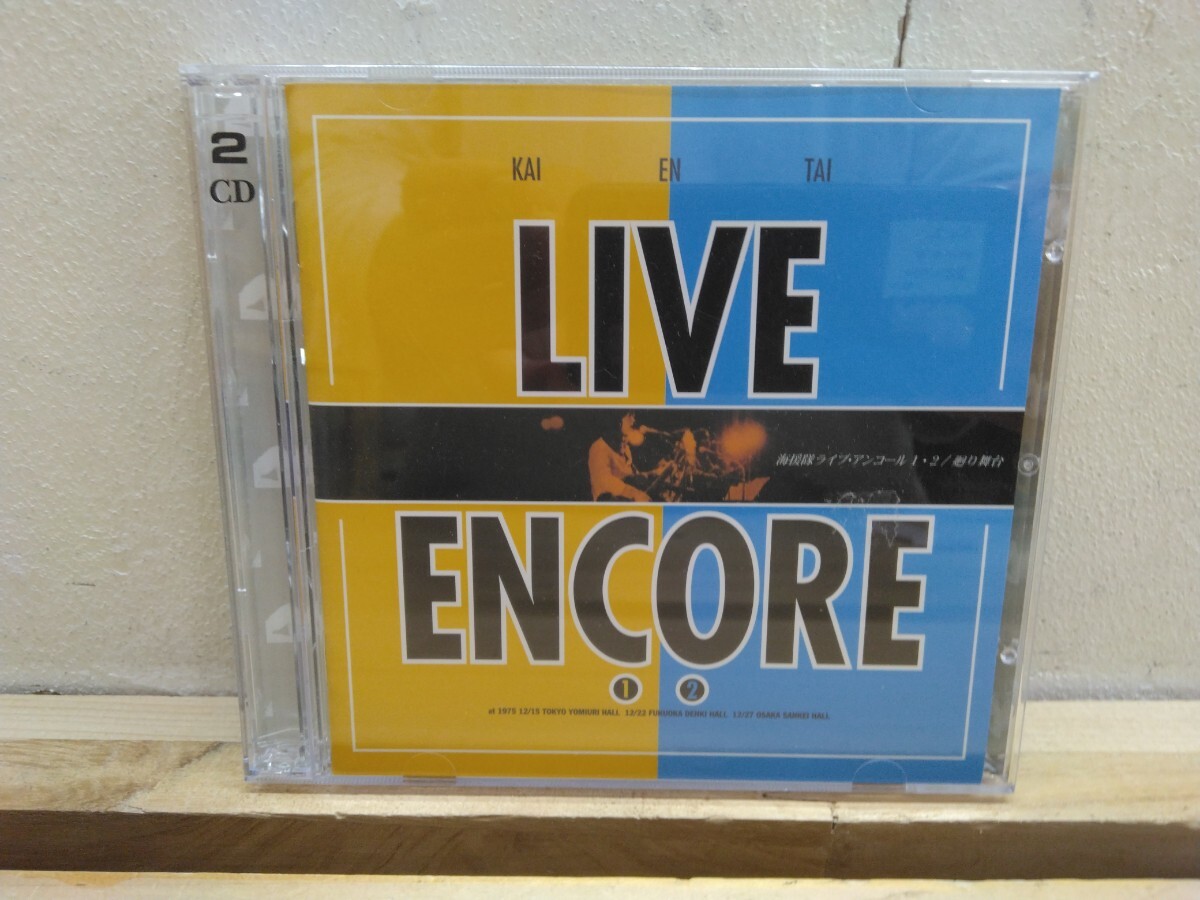 2
CD
KAI EN TAI
LIVE
海援隊ライブ・アンコール 1・2 / 廻り舞台
ENCORE
1 2
at 1975 12/15 TOKYO YOMIURI HALL 12/22 FUKUOKA DENKI HALL 12/27 OSAKA SANKEI HALL